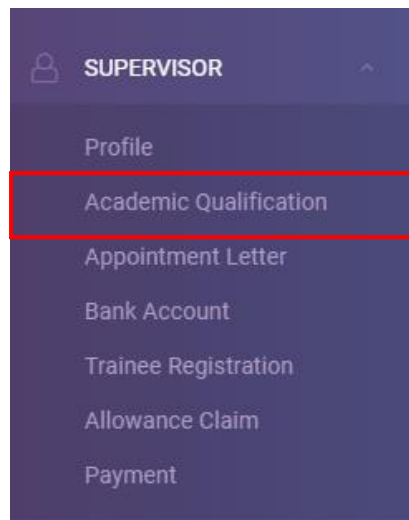 SUPERVISOR
Profile
Academic Qualification
Appointment Letter
Bank Account
Trainee Registration
Allowance Claim
Payment